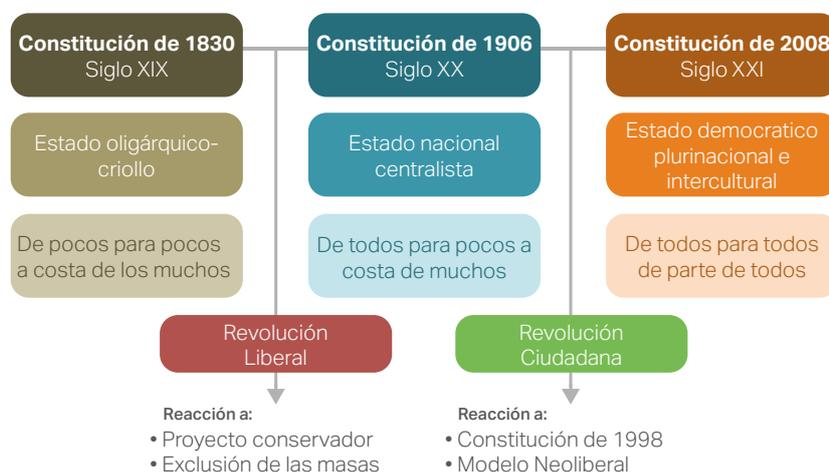 Constitución de 1830
Siglo XIX
Estado oligárquico-
criollo
De pocos para pocos
a costa de los muchos
Constitución de 1906
Siglo XX
Estado nacional
centralista
De todos para pocos a
costa de muchos
Constitución de 2008
Siglo XXI
Estado democratico
plurinacional e
intercultural
De todos para todos
de parte de todos
Revolución
Liberal
Reacción a:
• Proyecto conservador
• Exclusión de las masas
Revolución
Ciudadana
Reacción a:
• Constitución de 1998
• Modelo Neoliberal